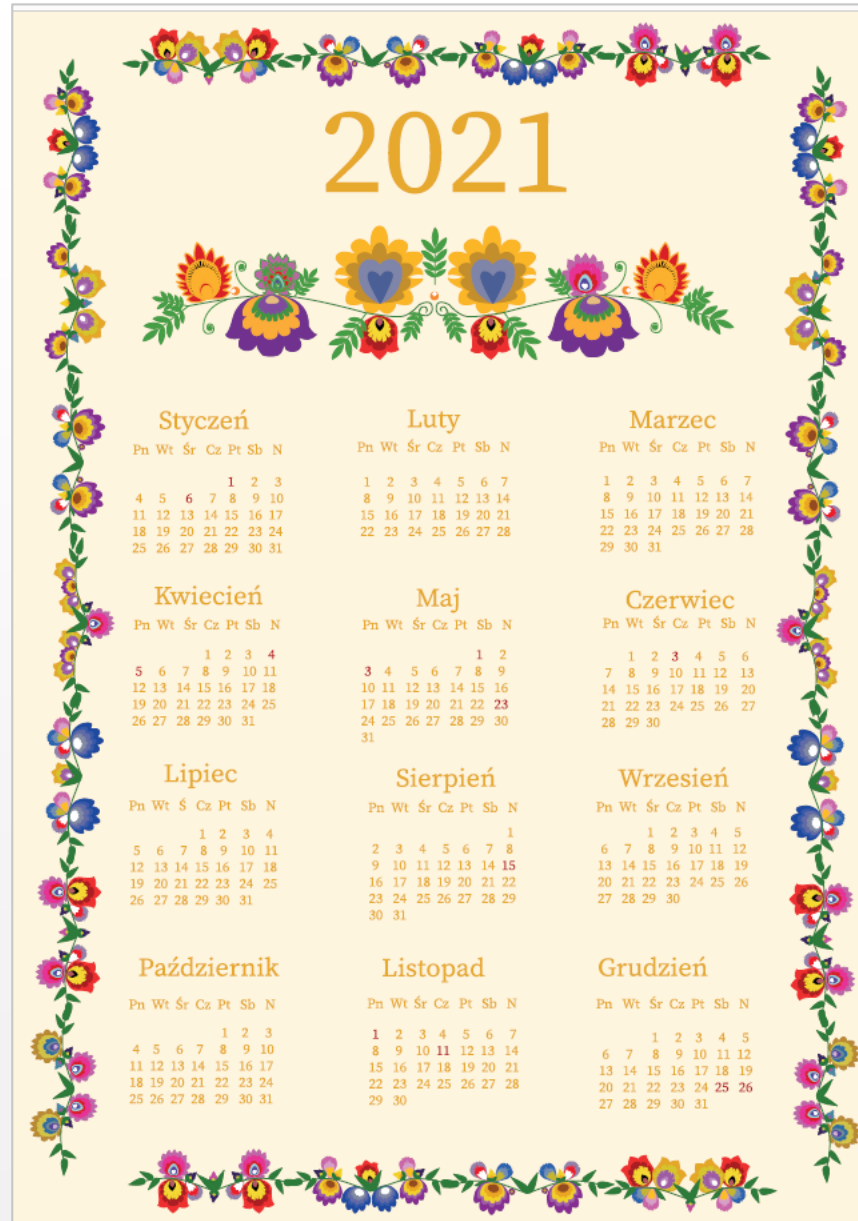 2021
Styczeń
Pn Wt Śr Cz Pt Sb N
1 2 3
4 5 6 7 8 9 10
11 12 13 14 15 16 17
18 19 20 21 22 23 24
25 26 27 28 29 30 31
Luty
Pn Wt Śr Cz Pt Sb N
1 2 3 4 5 6 7
8 9 10 11 12 13 14
15 16 17 18 19 20 21
22 23 24 25 26 27 28
Marzec
Pn Wt Śr Cz Pt Sb N
1 2 3 4 5 6 7
8 9 10 11 12 13 14
15 16 17 18 19 20 21
22 23 24 25 26 27 28
29 30 31
Kwiecień
Pn Wt Śr Cz Pt Sb N
1 2 3 4
5 6 7 8 9 10 11
12 13 14 15 16 17 18
19 20 21 22 23 24 25
26 27 28 29 30 31
Maj
Pn Wt Śr Cz Pt Sb N
1 2
3 4 5 6 7 8 9
10 11 12 13 14 15 16
17 18 19 20 21 22 23
24 25 26 27 28 29 30
31
Czerwiec
Pn Wt Śr Cz Pt Sb N
1 2 3 4 5 6
7 8 9 10 11 12 13
14 15 16 17 18 19 20
21 22 23 24 25 26 27
28 29 30
Lipiec
Pn Wt Ś Cz Pt Sb N
1 2 3 4
5 6 7 8 9 10 11
12 13 14 15 16 17 18
19 20 21 22 23 24 25
26 27 28 29 30 31
Sierpień
Pn Wt Śr Cz Pt Sb N
1
2 3 4 5 6 7 8
9 10 11 12 13 14 15
16 17 18 19 20 21 22
23 24 25 26 27 28 29
30 31
Wrzesień
Pn Wt Śr Cz Pt Sb N
1 2 3 4 5
6 7 8 9 10 11 12
13 14 15 16 17 18 19
20 21 22 23 24 25 26
27 28 29 30
Październik
Pn Wt Śr Cz Pt Sb N
1 2 3
4 5 6 7 8 9 10
11 12 13 14 15 16 17
18 19 20 21 22 23 24
25 26 27 28 29 30 31
Listopad
Pn Wt Śr Cz Pt Sb N
1 2 3 4 5 6 7
8 9 10 11 12 13 14
15 16 17 18 19 20 21
22 23 24 25 26 27 28
29 30
Grudzień
Pn Wt Śr Cz Pt Sb N
1 2 3 4 5
6 7 8 9 10 11 12
13 14 15 16 17 18 19
20 21 22 23 24 25 26
27 28 29 30 31